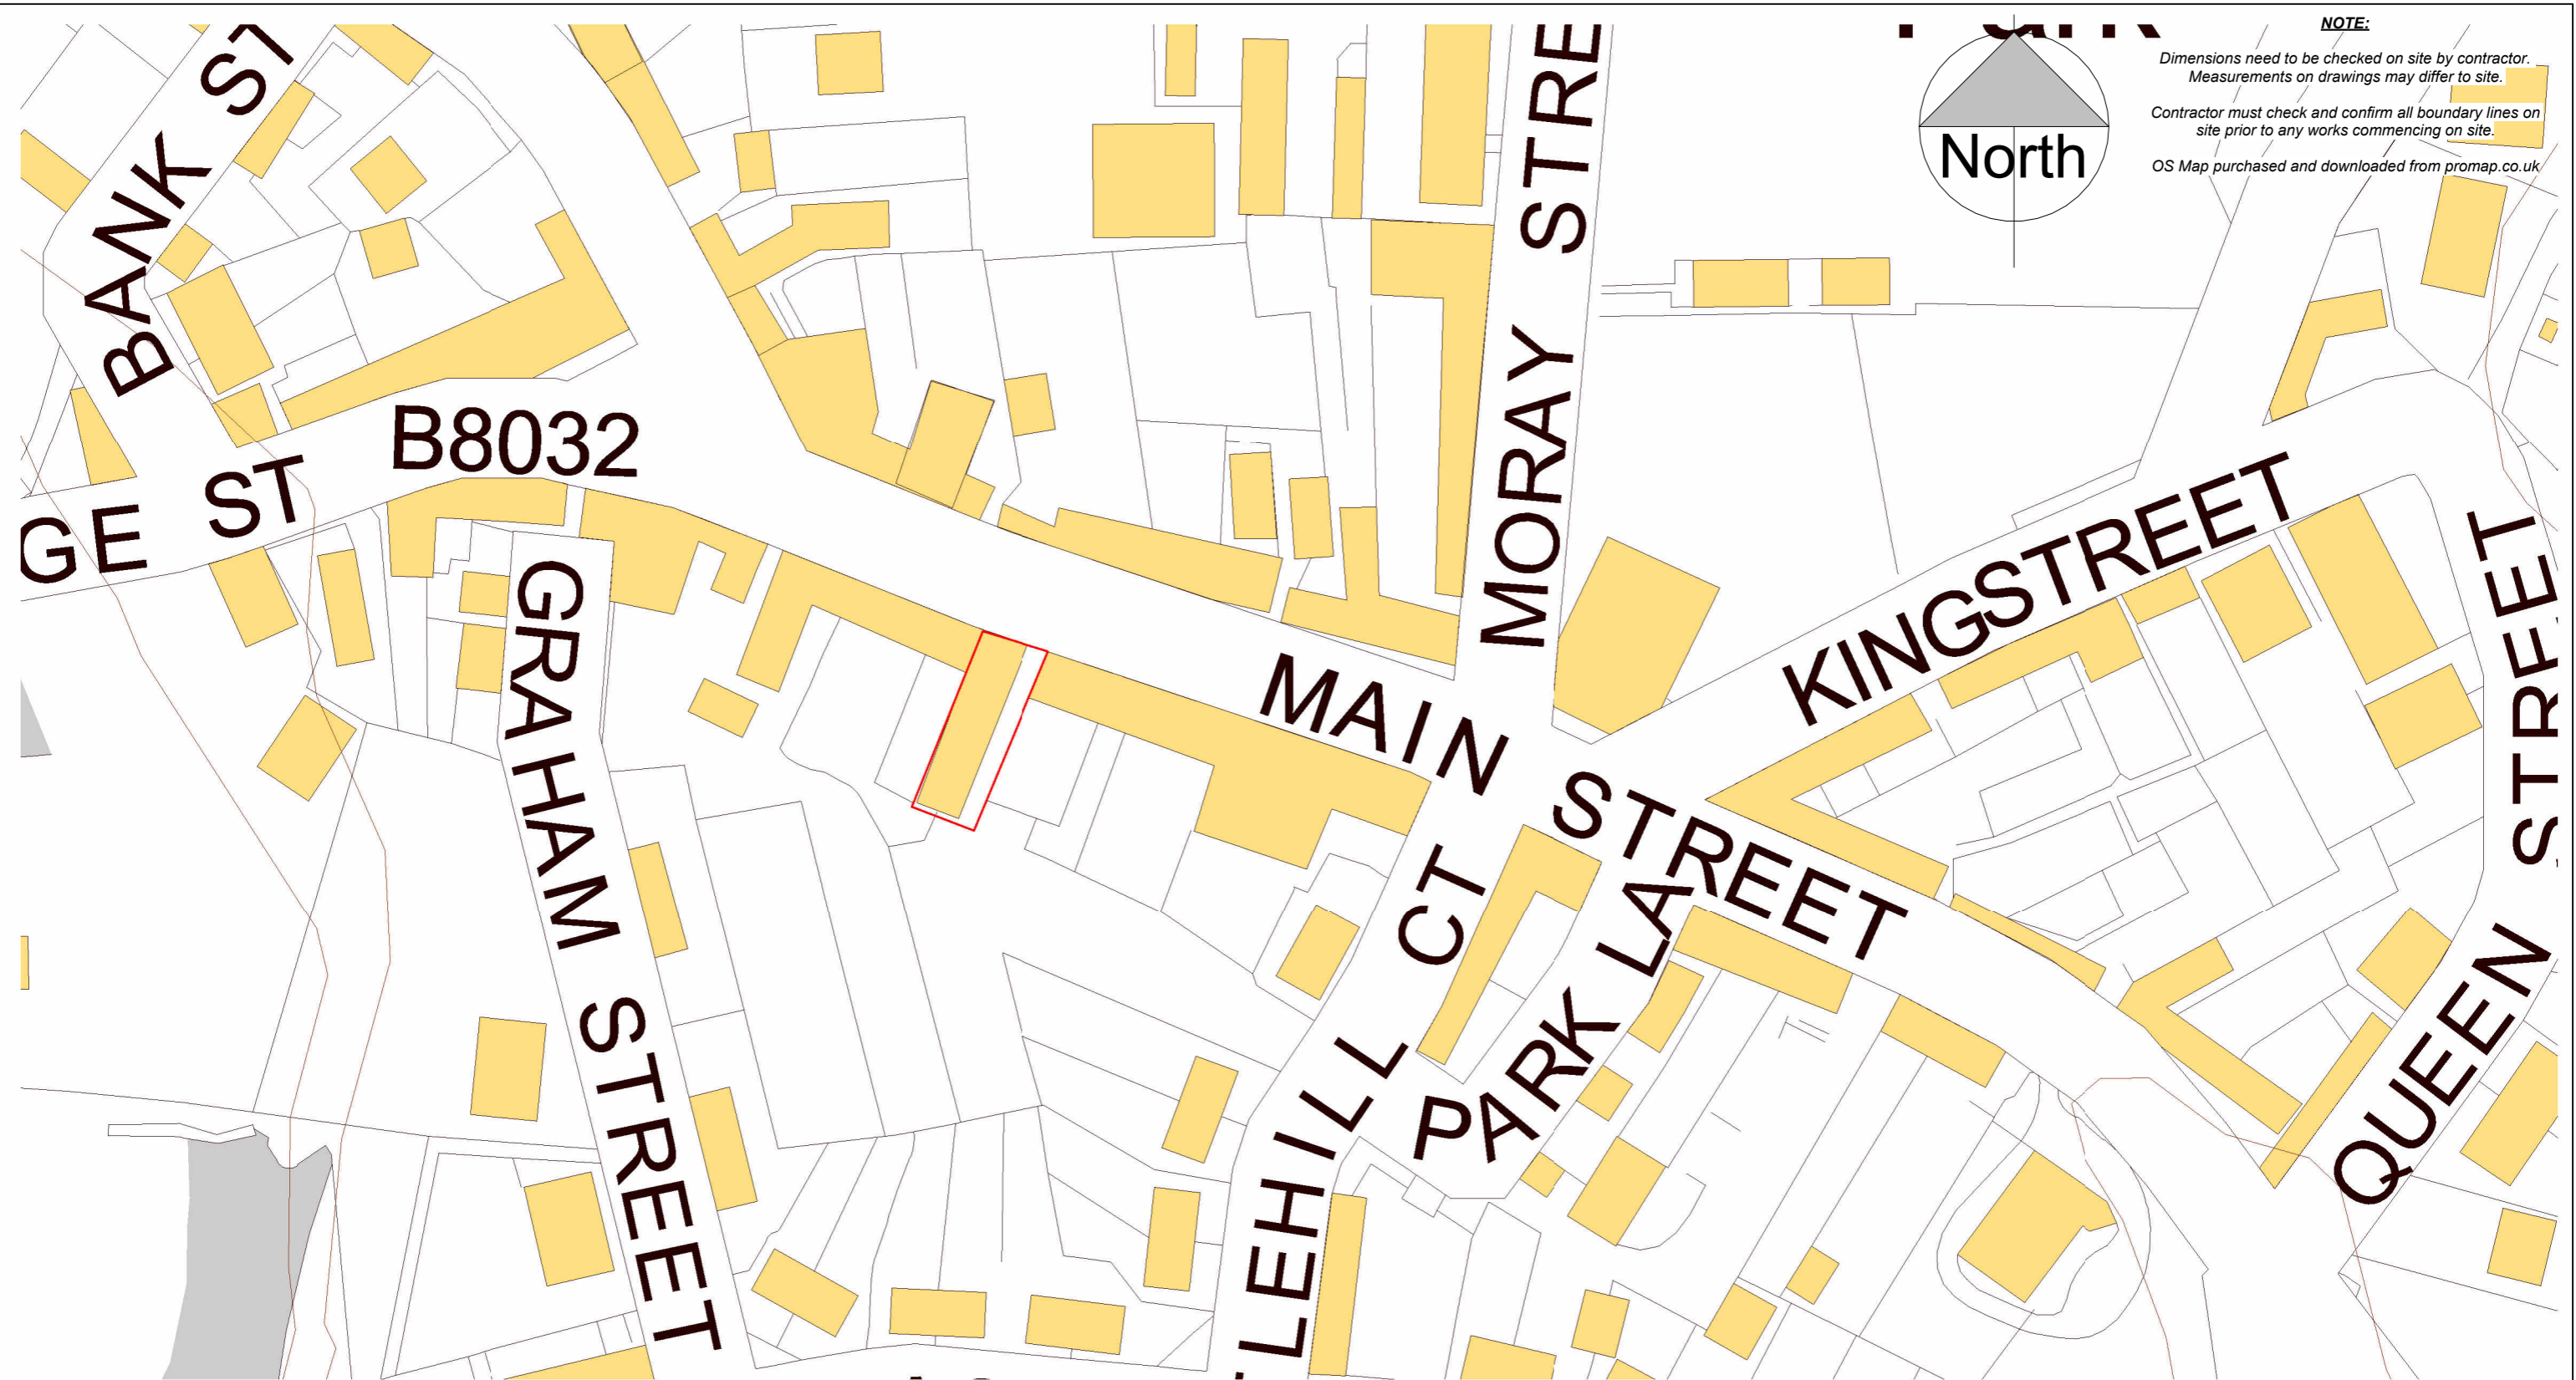 NOTE:
Dimensions need to be checked on site by contractor.
Measurements on drawings may differ to site.
Contractor must check and confirm all boundary lines on
site prior to any works commencing on site.
OS Map purchased and downloaded from promap.co.uk
North
BANK ST
MORAY STRE
B8032
GE ST
KINGSTREET
GRAHAM STREET
MAIN STREET
QUEEN STREET
PARK LA
TLEHILL CT